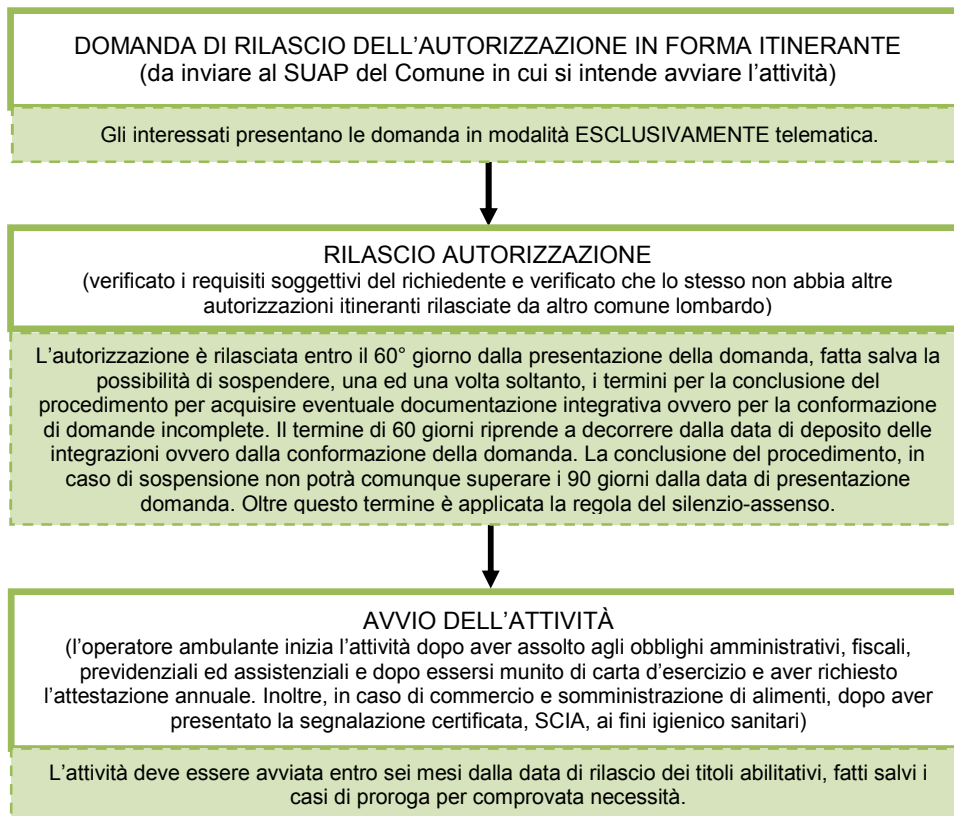 DOMANDA DI RILASCIO DELL'AUTORIZZAZIONE IN FORMA ITINERANTE
(da inviare al SUAP del Comune in cui si intende avviare l'attività)
Gli interessati presentano le domanda in modalità ESCLUSIVAMENTE telematica.
RILASCIO AUTORIZZAZIONE
(verificato i requisiti soggettivi del richiedente e verificato che lo stesso non abbia altre
autorizzazioni itineranti rilasciate da altro comune lombardo)
L'autorizzazione è rilasciata entro il 60° giorno dalla presentazione della domanda, fatta salva la
possibilità di sospendere, una ed una volta soltanto, i termini per la conclusione del
procedimento per acquisire eventuale documentazione integrativa ovvero per la conformazione
di domande incomplete. Il termine di 60 giorni riprende a decorrere dalla data di deposito delle
integrazioni ovvero dalla conformazione della domanda. La conclusione del procedimento, in
caso di sospensione non potrà comunque superare i 90 giorni dalla data di presentazione
domanda. Oltre questo termine è applicata la regola del silenzio-assenso.
AVVIO DELL'ATTIVITÀ
(l'operatore ambulante inizia l'attività dopo aver assolto agli obblighi amministrativi, fiscali,
previdenziali ed assistenziali e dopo essersi munito di carta d'esercizio e aver richiesto
l'attestazione annuale. Inoltre, in caso di commercio e somministrazione di alimenti, dopo aver
presentato la segnalazione certificata, SCIA, ai fini igienico sanitari)
L'attività deve essere avviata entro sei mesi dalla data di rilascio dei titoli abilitativi, fatti salvi i
casi di proroga per comprovata necessità.